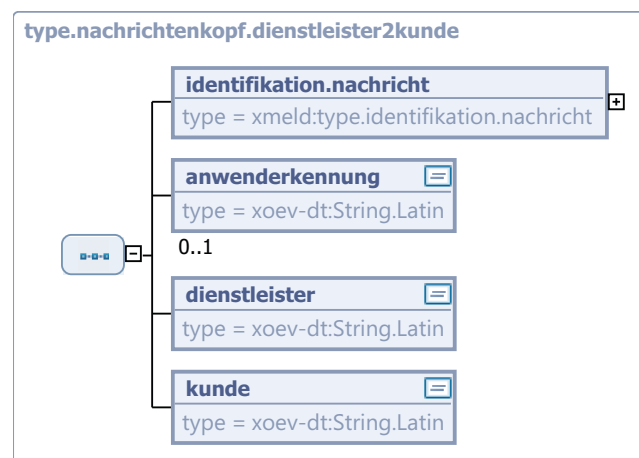 type.nachrichtenkopf.dienstleister2kunde
identifikation.nachricht
type = xmeld:type.identifikation.nachricht
anwenderkennung
type = xoev-dt:String.Latin
0..1
dienstleister
type = xoev-dt:String.Latin
kunde
type = xoev-dt:String.Latin